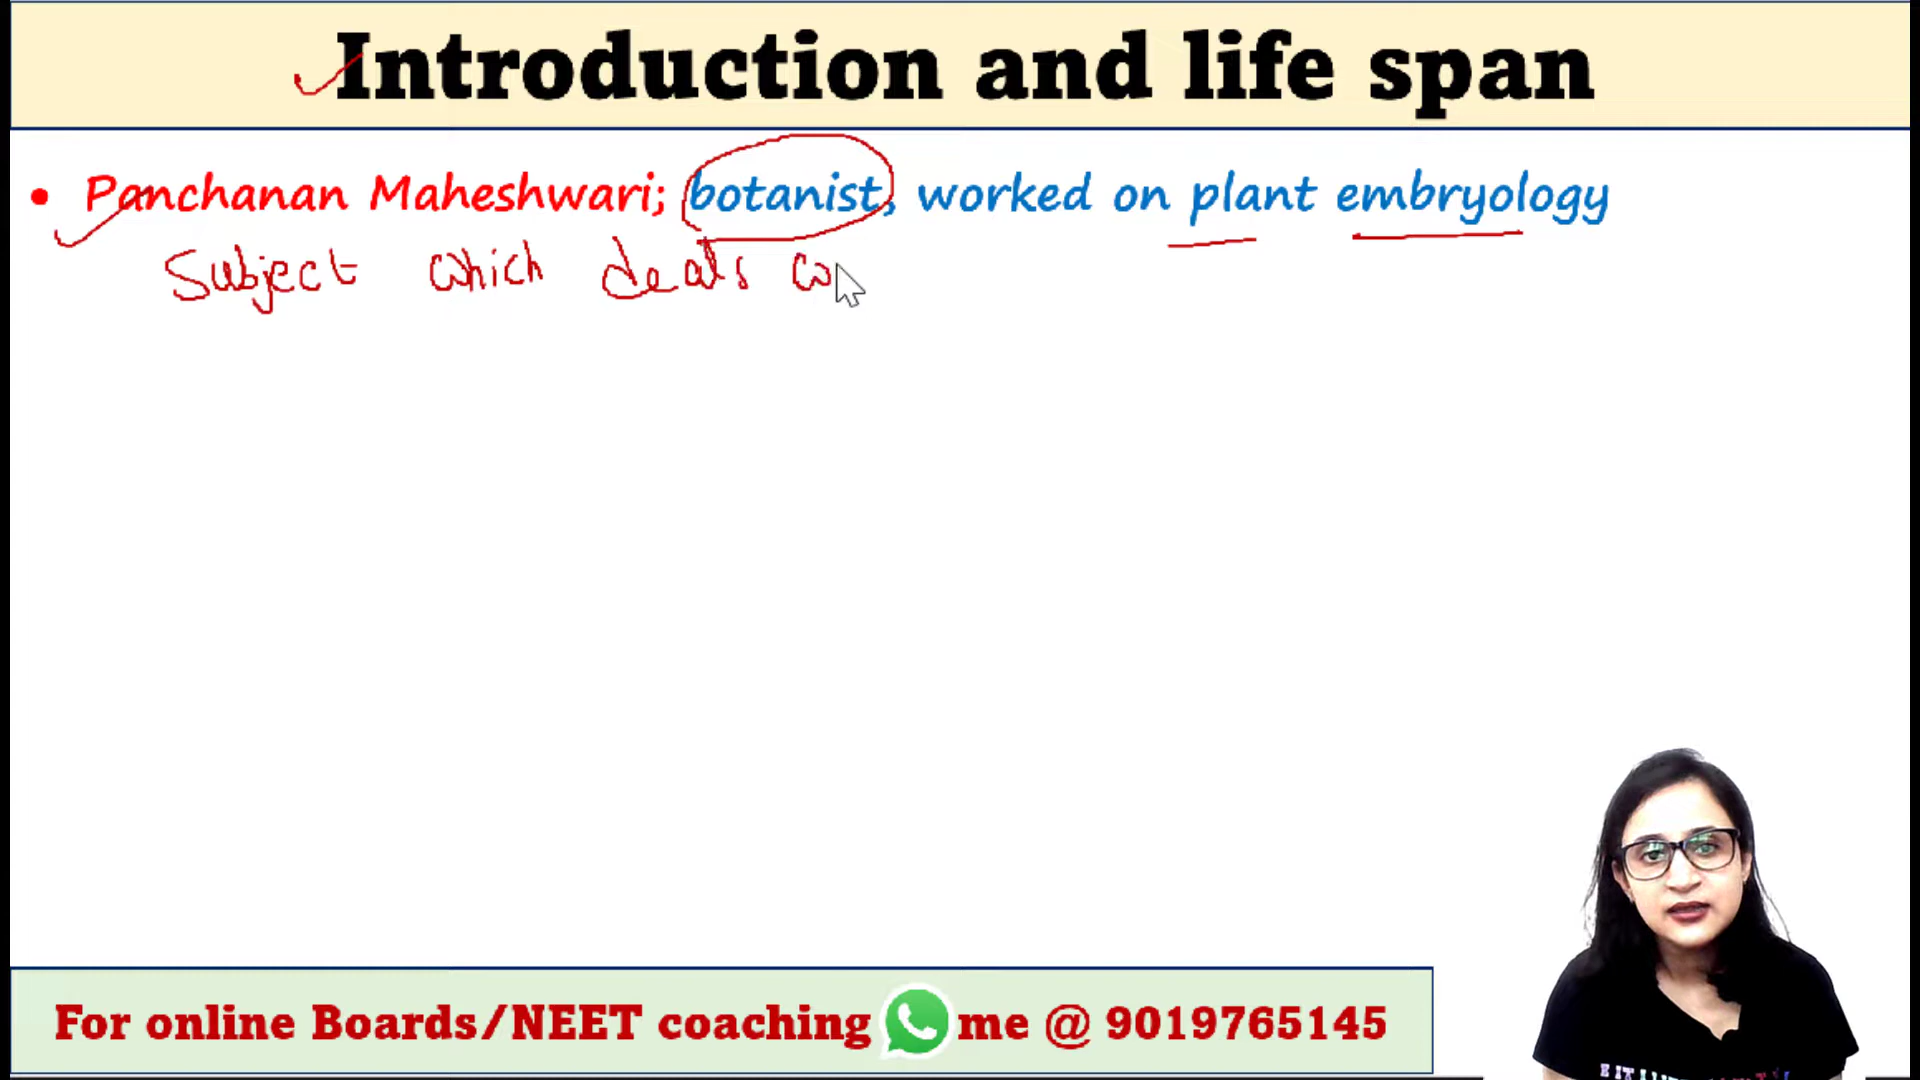 Introduction and life span
• Panchanan Maheshwari; botanist, worked on plant embryology
Subject which deals
For online Boards/NEET coaching me @ 9019765145